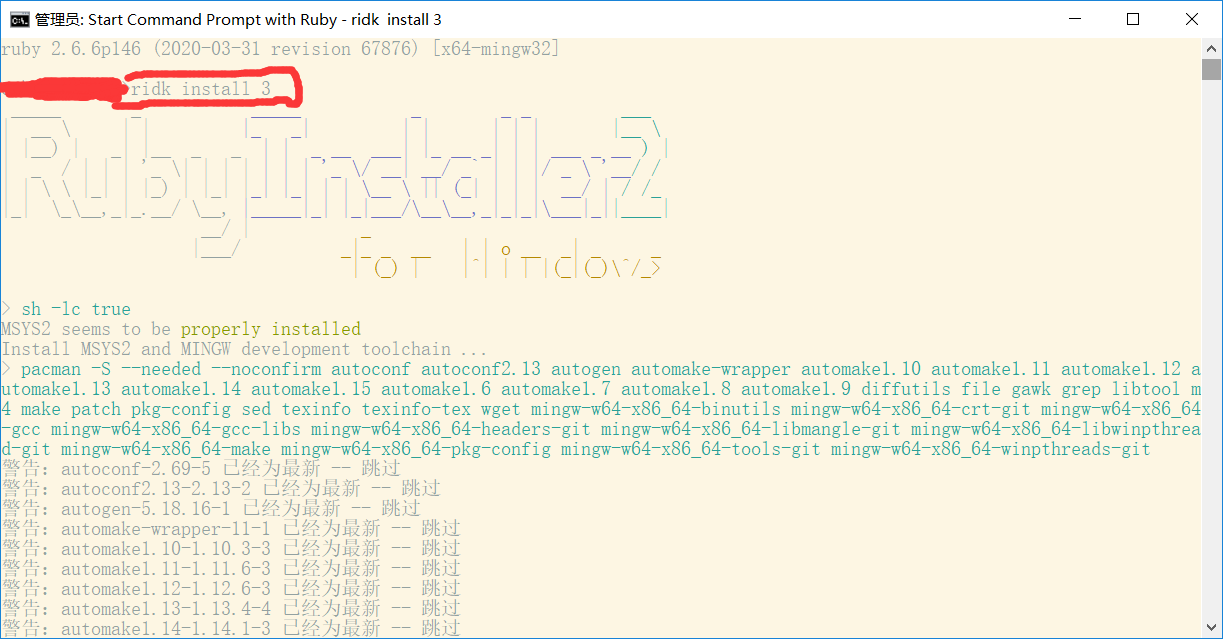 管理员: Start Command Prompt with Ruby - ridk  install 3
ruby 2.6.6p146 (2020-03-31 revision 67876) [x64-mingw32]
ridk install 3
RubyInstaller2
for Windows
> sh -lc true
MSYS2 seems to be properly installed
Install MSYS2 and MINGW development toolchain ...
> pacman -S --needed --noconfirm autoconf autoconf2.13 autogen automake-wrapper automake1.10 automake1.11 automake1.12 a
utomake1.13 automake1.14 automake1.15 automake1.6 automake1.7 automake1.8 automake1.9 diffutils file gawk grep libtool m
4 make patch pkg-config sed texinfo texinfo-tex wget mingw-w64-x86_64-binutils mingw-w64-x86_64-crt-git mingw-w64-x86_64
-gcc mingw-w64-x86_64-gcc-libs mingw-w64-x86_64-headers-git mingw-w64-x86_64-libmangle-git mingw-w64-x86_64-libwinpthrea
d-git mingw-w64-x86_64-make mingw-w64-x86_64-pkg-config mingw-w64-x86_64-tools-git mingw-w64-x86_64-winpthreads-git
警告：autoconf-2.69-5 已经为最新 -- 跳过
警告：autoconf2.13-2.13-2 已经为最新 -- 跳过
警告：autogen-5.18.16-1 已经为最新 -- 跳过
警告：automake-wrapper-11-1 已经为最新 -- 跳过
警告：automake1.10-1.10.3-3 已经为最新 -- 跳过
警告：automake1.11-1.11.6-3 已经为最新 -- 跳过
警告：automake1.12-1.12.6-3 已经为最新 -- 跳过
警告：automake1.13-1.13.4-4 已经为最新 -- 跳过
警告：automake1.14-1.14.1-3 已经为最新 -- 跳过